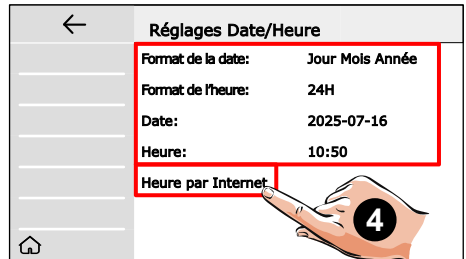 Réglages Date/Heure
Format de la date: Jour Mois Année
Format de l'heure: 24H
Date: 2025-07-16
Heure: 10:50
Heure par Internet
4